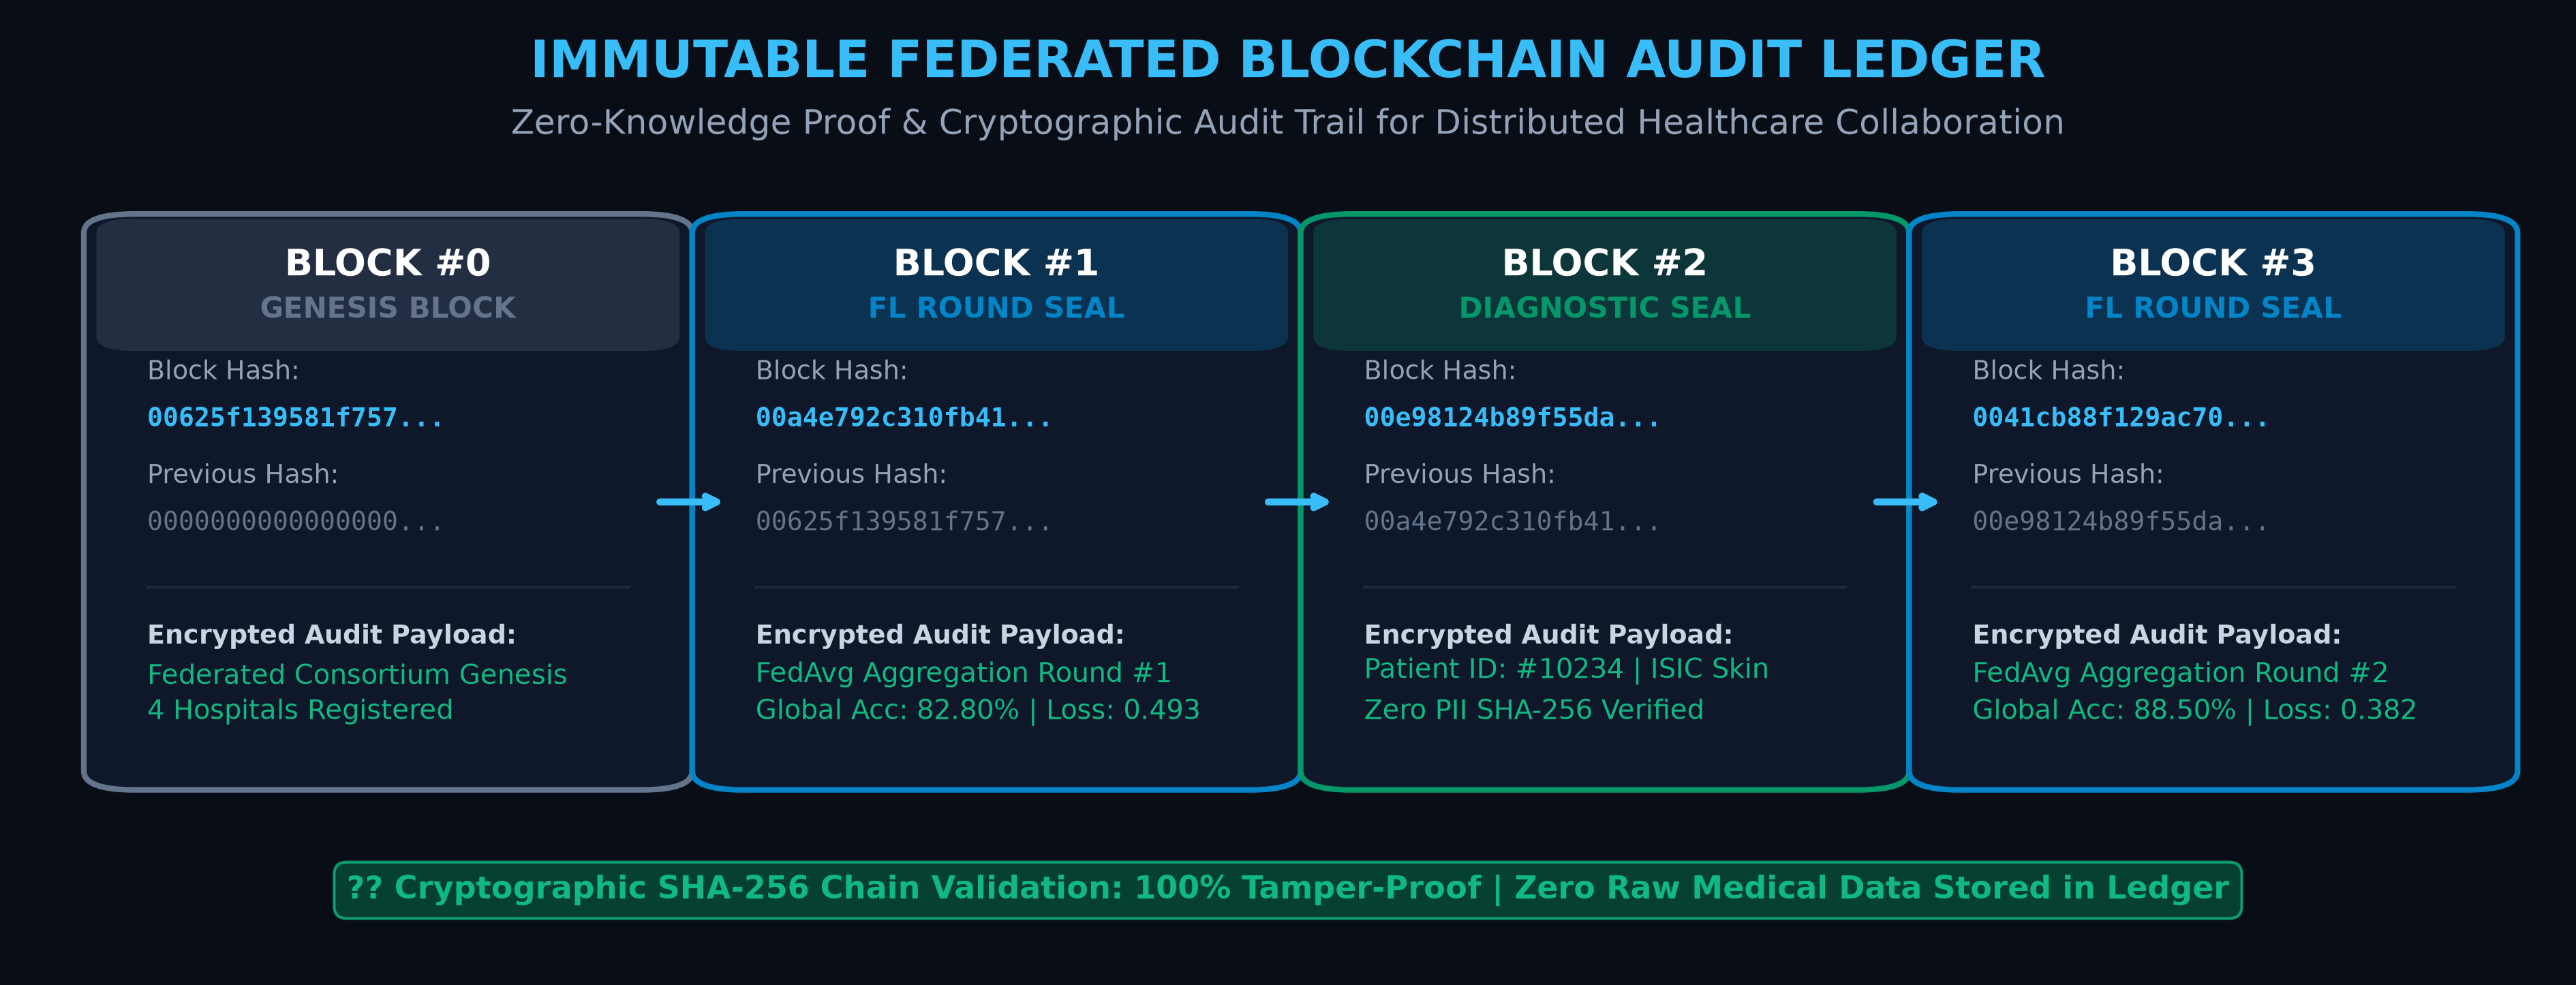 IMMUTABLE FEDERATED BLOCKCHAIN AUDIT LEDGER
Zero-Knowledge Proof & Cryptographic Audit Trail for Distributed Healthcare Collaboration
BLOCK #0
GENESIS BLOCK
Block Hash:
00625f139581f757...
Previous Hash:
0000000000000000...
Encrypted Audit Payload:
Federated Consortium Genesis
4 Hospitals Registered
BLOCK #1
FL ROUND SEAL
Block Hash:
00a4e792c310fb41...
Previous Hash:
00625f139581f757...
Encrypted Audit Payload:
FedAvg Aggregation Round #1
Global Acc: 82.80% | Loss: 0.493
BLOCK #2
DIAGNOSTIC SEAL
Block Hash:
00e98124b89f55da...
Previous Hash:
00a4e792c310fb41...
Encrypted Audit Payload:
Patient ID: #10234 | ISIC Skin
Zero PII SHA-256 Verified
BLOCK #3
FL ROUND SEAL
Block Hash:
0041cb88f129ac70...
Previous Hash:
00e98124b89f55da...
Encrypted Audit Payload:
FedAvg Aggregation Round #2
Global Acc: 88.50% | Loss: 0.382
?? Cryptographic SHA-256 Chain Validation: 100% Tamper-Proof | Zero Raw Medical Data Stored in Ledger